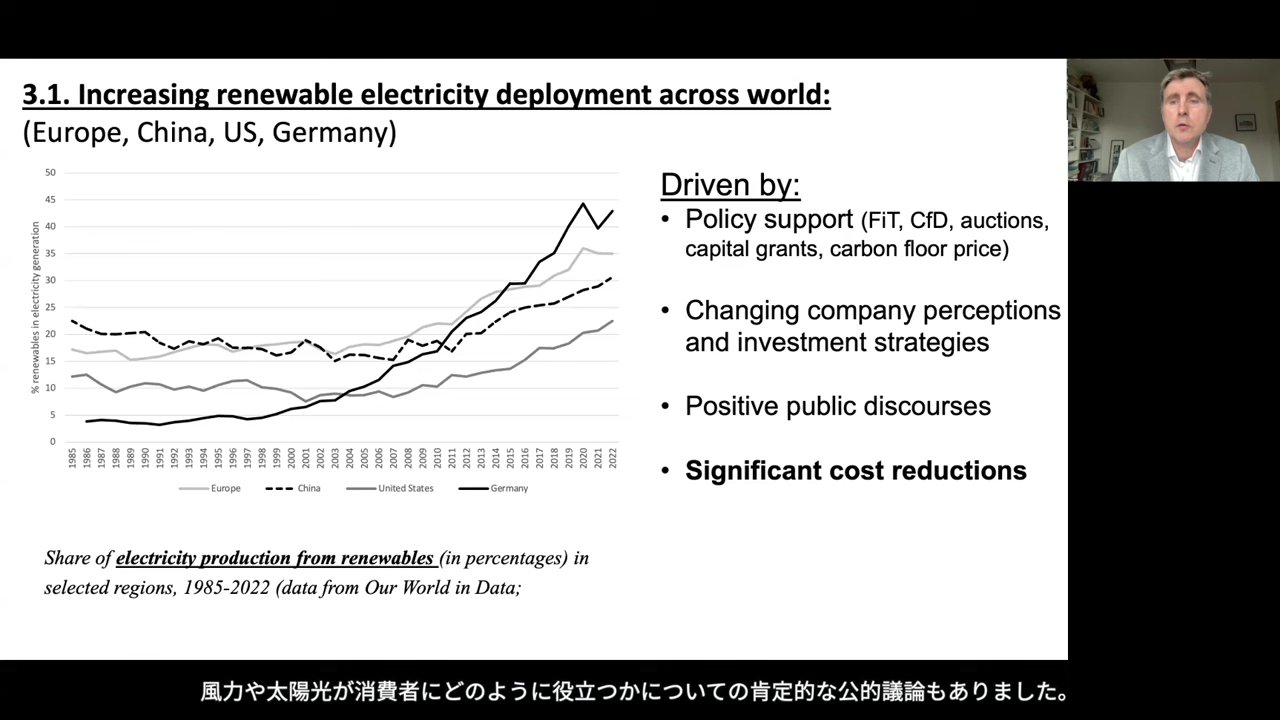 3.1. Increasing renewable electricity deployment across world:
(Europe, China, US, Germany)
% renewables in electricity generation
50
45
40
35
30
25
20
15
10
5
0
1985 1986 1987 1988 1989 1990 1991 1992 1993 1994 1995 1996 1997 1998 1999 2000 2001 2002 2003 2004 2005 2006 2007 2008 2009 2010 2011 2012 2013 2014 2015 2016 2017 2018 2019 2020 2021 2022
Europe China United States Germany
Share of electricity production from renewables (in percentages) in
selected regions, 1985-2022 (data from Our World in Data;
Driven by:
• Policy support (FiT, CfD, auctions,
capital grants, carbon floor price)
• Changing company perceptions
and investment strategies
• Positive public discourses
• Significant cost reductions
風力や太陽光が消費者にどのように役立つかについての肯定的な公的議論もありました。